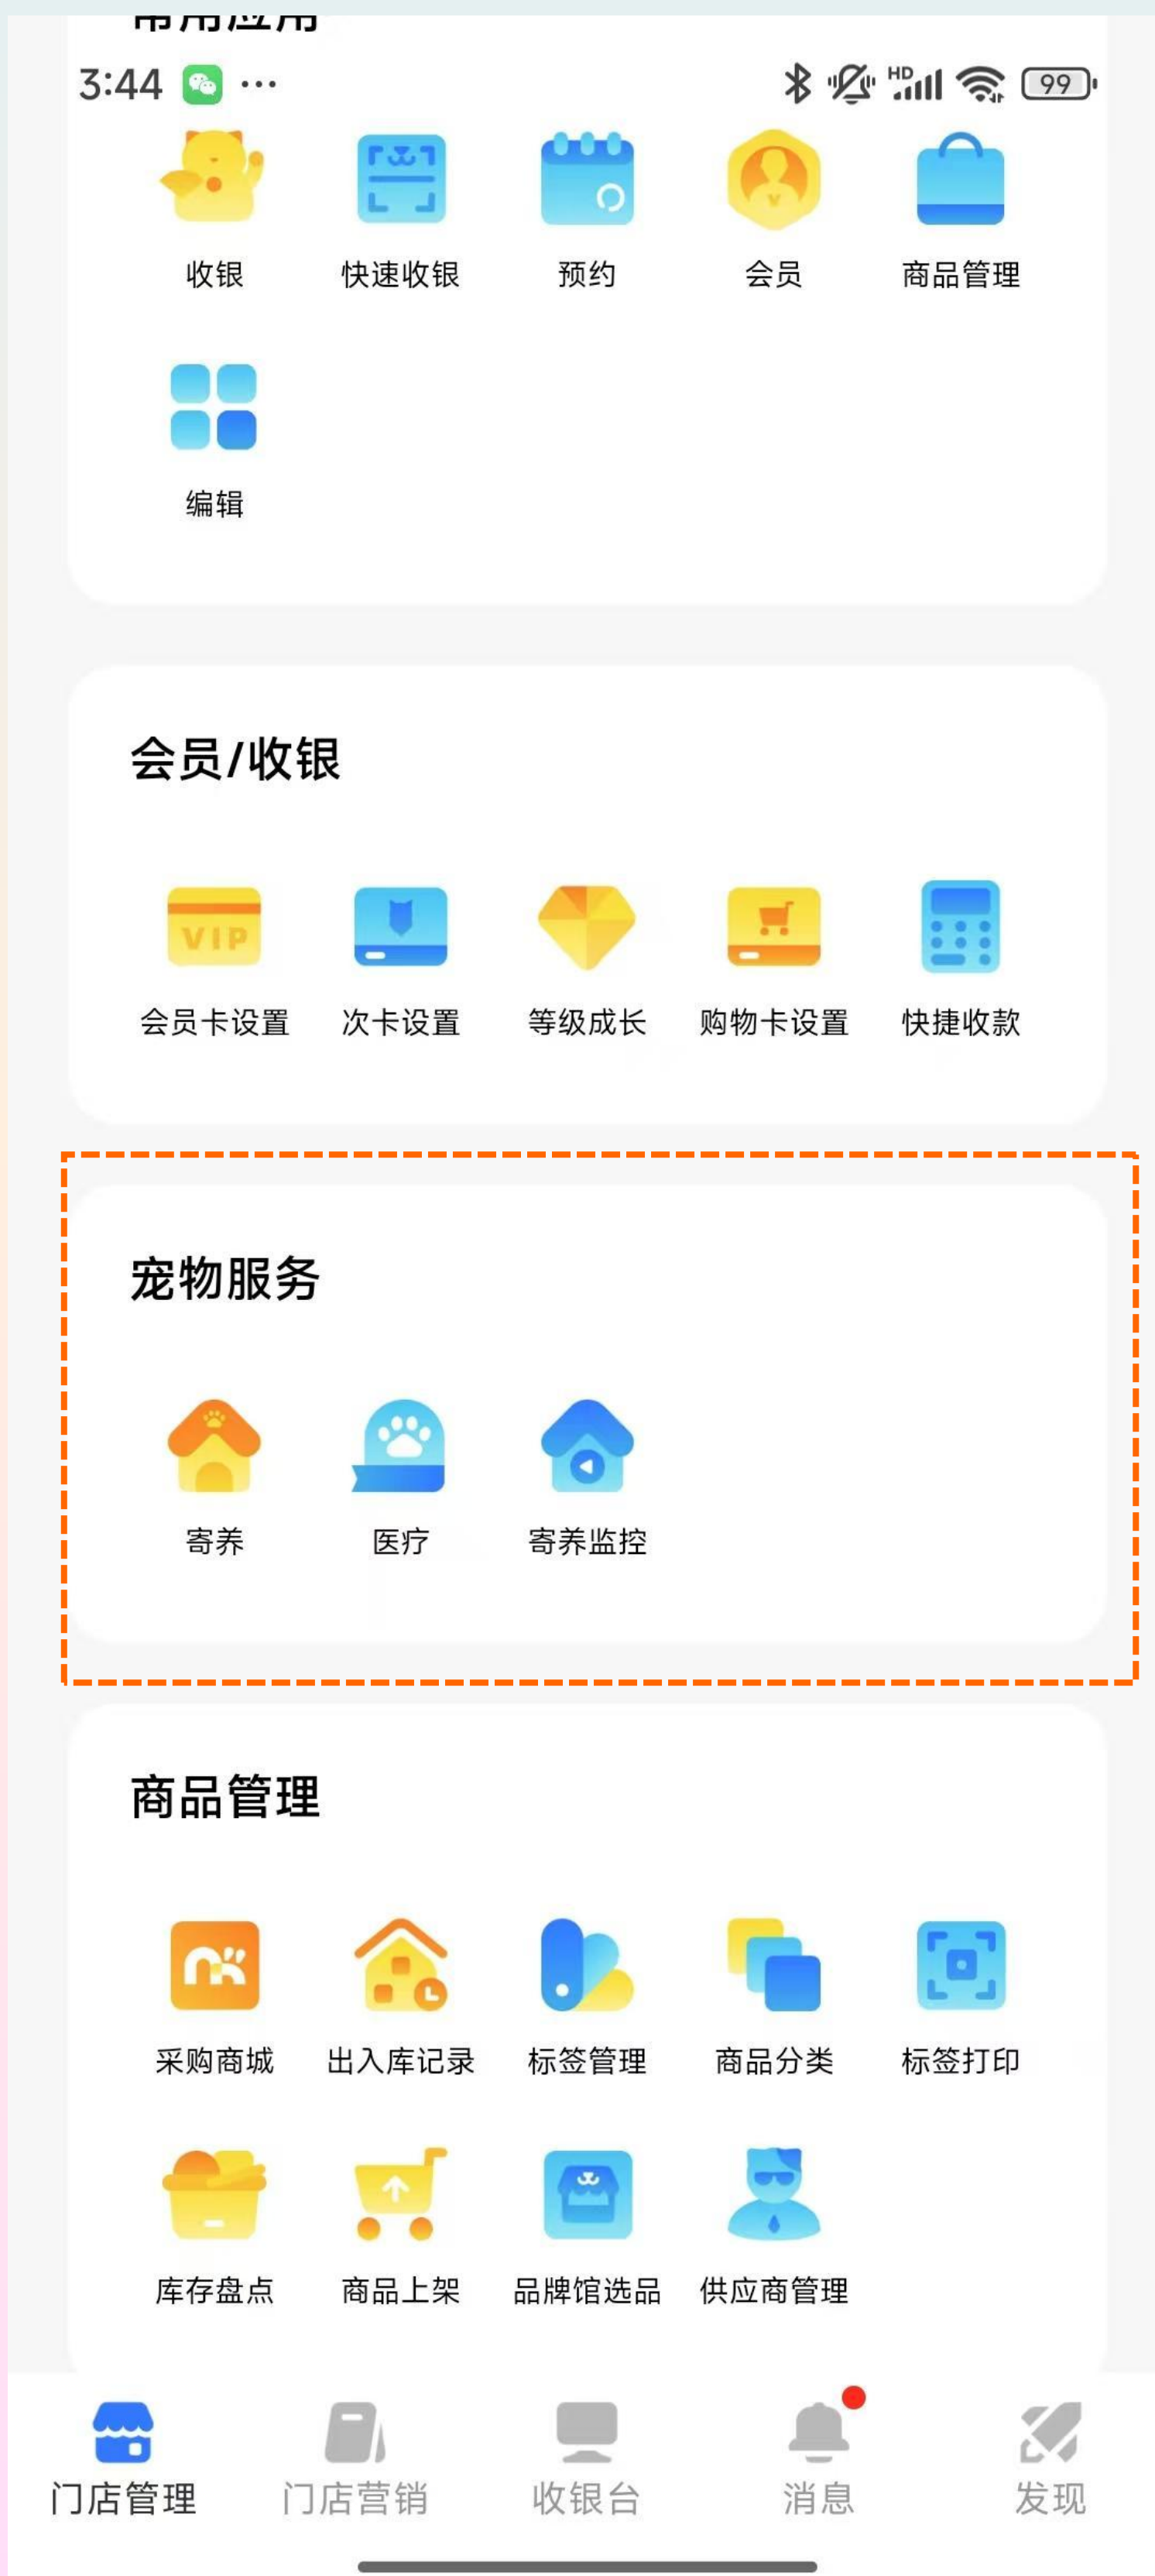 常用应用
3:44 ... HD 99
收银 快速收银 预约 会员 商品管理
编辑
会员/收银
VIP
会员卡设置 次卡设置 等级成长 购物卡设置 快捷收款
宠物服务
寄养 医疗 寄养监控
商品管理
采购商城 出入库记录 标签管理 商品分类 标签打印
库存盘点 商品上架 品牌馆选品 供应商管理
门店管理 门店营销 收银台 消息 发现